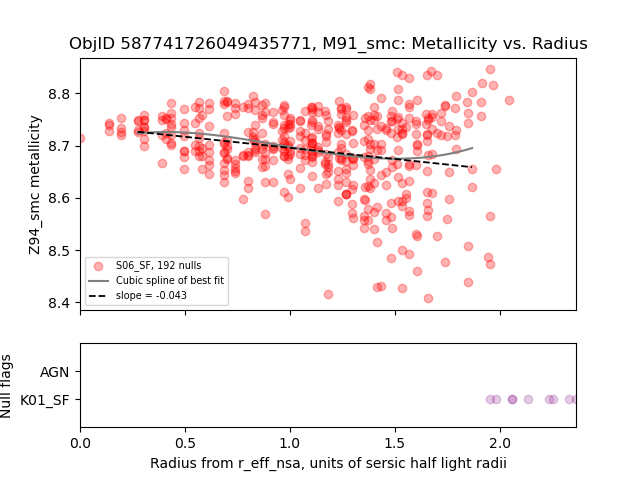 ObjID 587741726049435771, M91_smc: Metallicity vs. Radius
8.8
8.7
8.6
8.5
8.4
Z94_smc metallicity
S06_SF, 192 nulls
Cubic spline of best fit
slope = -0.043
AGN
K01_SF
Null flags
0.0 0.5 1.0 1.5 2.0
Radius from r_eff_nsa, units of sersic half light radii